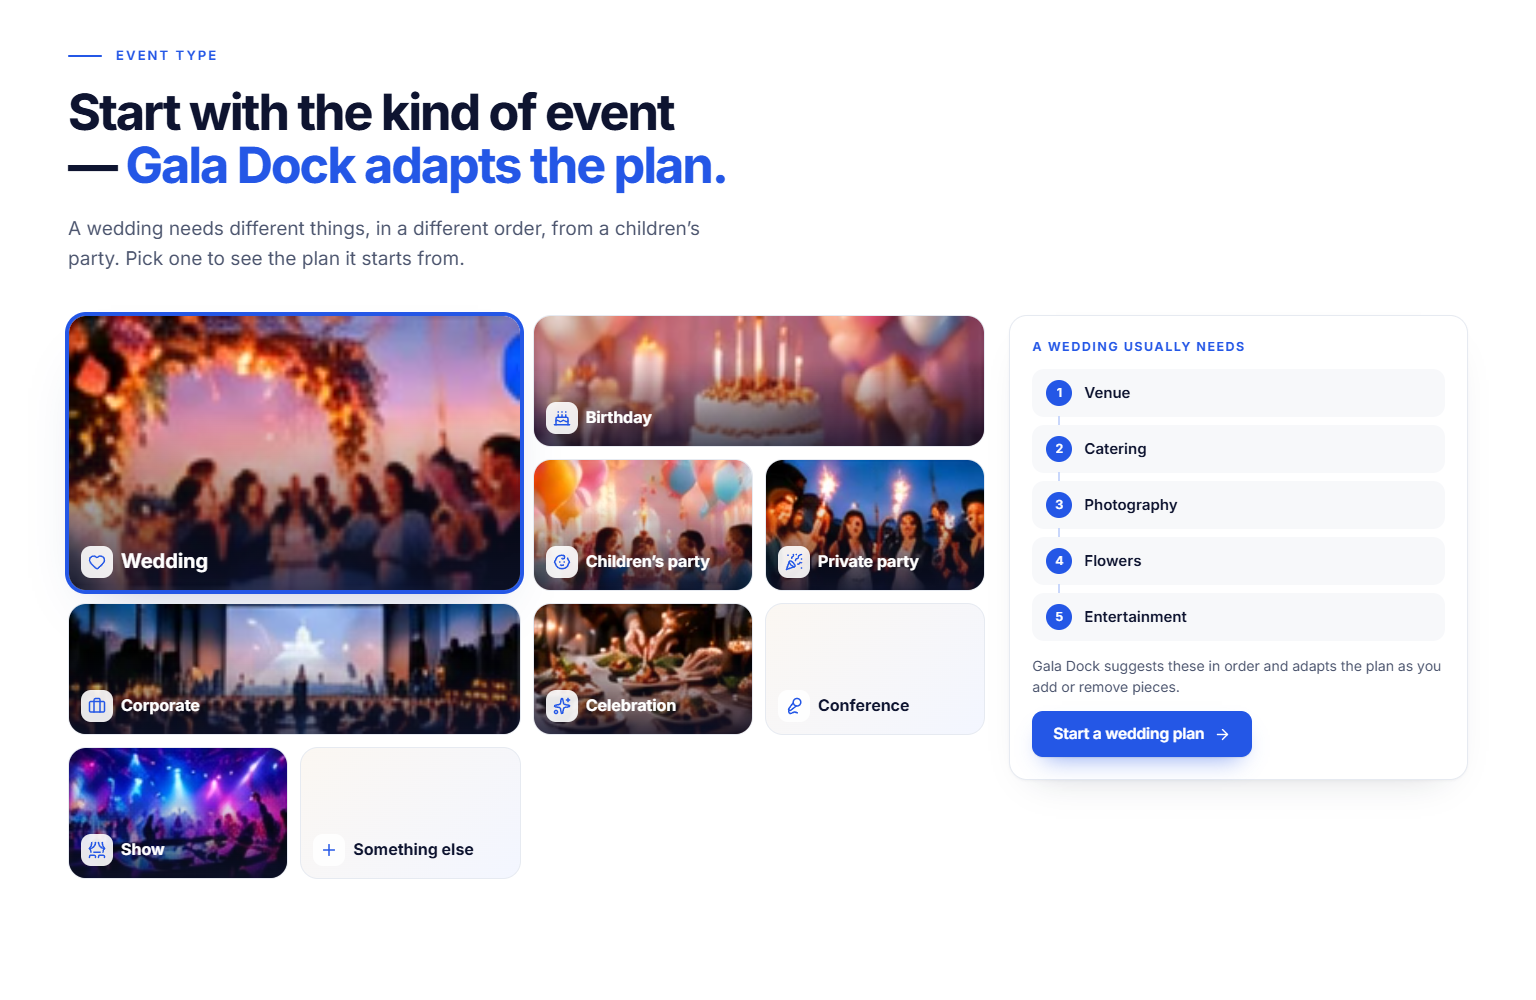 EVENT TYPE
Start with the kind of event
— Gala Dock adapts the plan.
A wedding needs different things, in a different order, from a children’s
party. Pick one to see the plan it starts from.
Wedding
Birthday
Children’s party
Private party
Corporate
Celebration
Conference
Show
Something else
A WEDDING USUALLY NEEDS
1 Venue
2 Catering
3 Photography
4 Flowers
5 Entertainment
Gala Dock suggests these in order and adapts the plan as you
add or remove pieces.
Start a wedding plan →